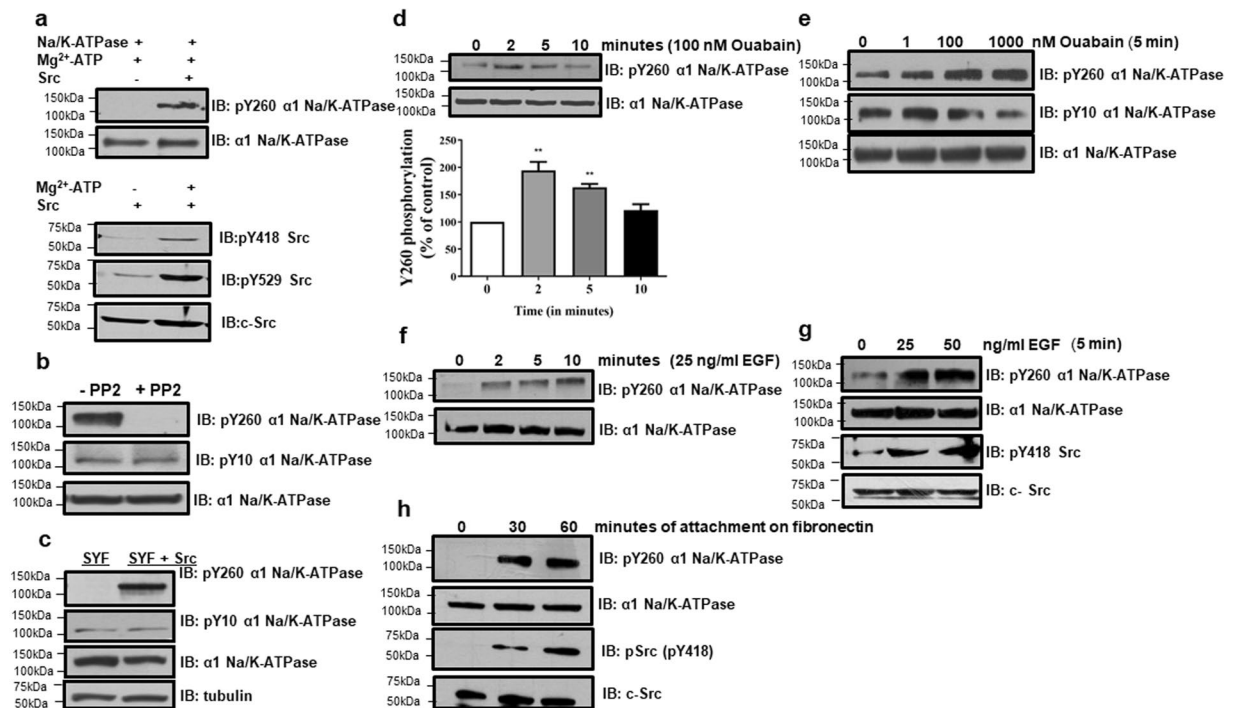 a
Na/K-ATPase + +
Mg2+-ATP + +
Src - +
150kDa
100kDa
IB: pY260 α1 Na/K-ATPase
150kDa
100kDa
IB: α1 Na/K-ATPase
Mg2+-ATP - +
Src + +
75kDa
50kDa
IB:pY418 Src
75kDa
50kDa
IB:pY529 Src
75kDa
50kDa
IB:c-Src
b
- PP2 + PP2
150kDa
100kDa
IB: pY260 α1 Na/K-ATPase
150kDa
100kDa
IB: pY10 α1 Na/K-ATPase
150kDa
100kDa
IB: α1 Na/K-ATPase
c
SYF SYF + Src
150kDa
100kDa
IB: pY260 α1 Na/K-ATPase
150kDa
100kDa
IB: pY10 α1 Na/K-ATPase
150kDa
100kDa
IB: α1 Na/K-ATPase
75kDa
50kDa
IB: tubulin
d
0 2 5 10 minutes (100 nM Ouabain)
150kDa
100kDa
IB: pY260 α1 Na/K-ATPase
150kDa
100kDa
IB: α1 Na/K-ATPase
Y260 phosphorylation
(% of control)
250
200
150
100
50
0
**
**
0 2 5 10
Time (in minutes)
e
0 1 100 1000 nM Ouabain (5 min)
150kDa
100kDa
IB: pY260 α1 Na/K-ATPase
150kDa
100kDa
IB: pY10 α1 Na/K-ATPase
150kDa
100kDa
IB: α1 Na/K-ATPase
f
0 2 5 10 minutes (25 ng/ml EGF)
150kDa
100kDa
IB: pY260 α1 Na/K-ATPase
150kDa
100kDa
IB: α1 Na/K-ATPase
g
0 25 50 ng/ml EGF (5 min)
150kDa
100kDa
IB: pY260 α1 Na/K-ATPase
150kDa
100kDa
IB: α1 Na/K-ATPase
75kDa
50kDa
IB: pY418 Src
75kDa
50kDa
IB: c- Src
h
0 30 60 minutes of attachment on fibronectin
150kDa
100kDa
IB: pY260 α1 Na/K-ATPase
150kDa
100kDa
IB: α1 Na/K-ATPase
75kDa
50kDa
IB: pSrc (pY418)
75kDa
50kDa
IB: c-Src